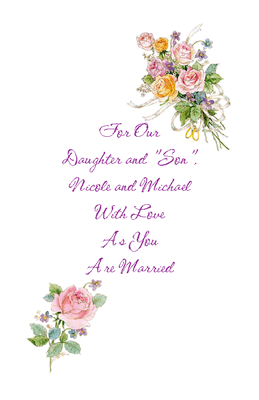 For Our
Daughter and "Son",
Nicole and Michael
With Love
As You
Are Married